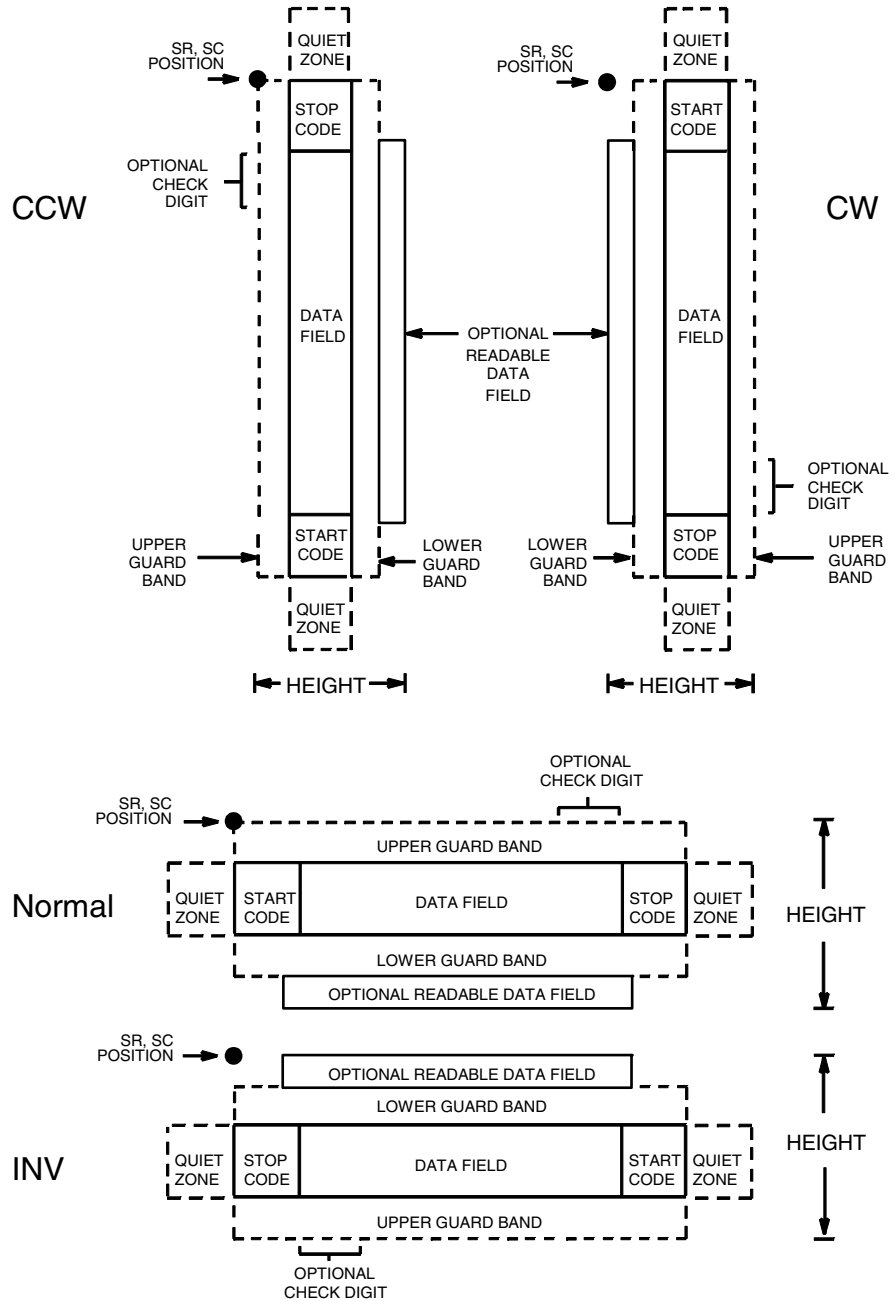 QUIET
ZONE
SR, SC
POSITION
STOP
CODE
OPTIONAL
CHECK
DIGIT
CCW
DATA
FIELD
START
CODE
UPPER
GUARD
BAND
LOWER
GUARD
BAND
QUIET
ZONE
HEIGHT
OPTIONAL
READABLE
DATA
FIELD
QUIET
ZONE
SR, SC
POSITION
START
CODE
CW
DATA
FIELD
OPTIONAL
CHECK
DIGIT
LOWER
GUARD
BAND
STOP
CODE
UPPER
GUARD
BAND
QUIET
ZONE
HEIGHT
OPTIONAL
CHECK DIGIT
SR, SC
POSITION
UPPER GUARD BAND
Normal
QUIET
ZONE
START
CODE
DATA FIELD
STOP
CODE
QUIET
ZONE
HEIGHT
LOWER GUARD BAND
OPTIONAL READABLE DATA FIELD
SR, SC
POSITION
OPTIONAL READABLE DATA FIELD
LOWER GUARD BAND
INV
QUIET
ZONE
STOP
CODE
DATA FIELD
START
CODE
QUIET
ZONE
HEIGHT
UPPER GUARD BAND
OPTIONAL
CHECK DIGIT